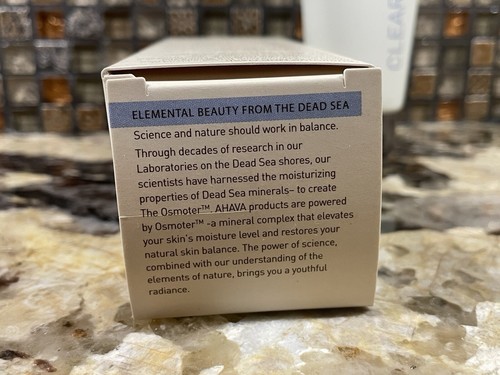 ELEMENTAL BEAUTY FROM THE DEAD SEA
Science and nature should work in balance.
Through decades of research in our
Laboratories on the Dead Sea shores, our
scientists have harnessed the moisturizing
properties of Dead Sea minerals– to create
The Osmoter™. AHAVA products are powered
by Osmoter™ -a mineral complex that elevates
your skin's moisture level and restores your
natural skin balance. The power of science,
combined with our understanding of the
elements of nature, brings you a youthful
radiance.
CLEAR